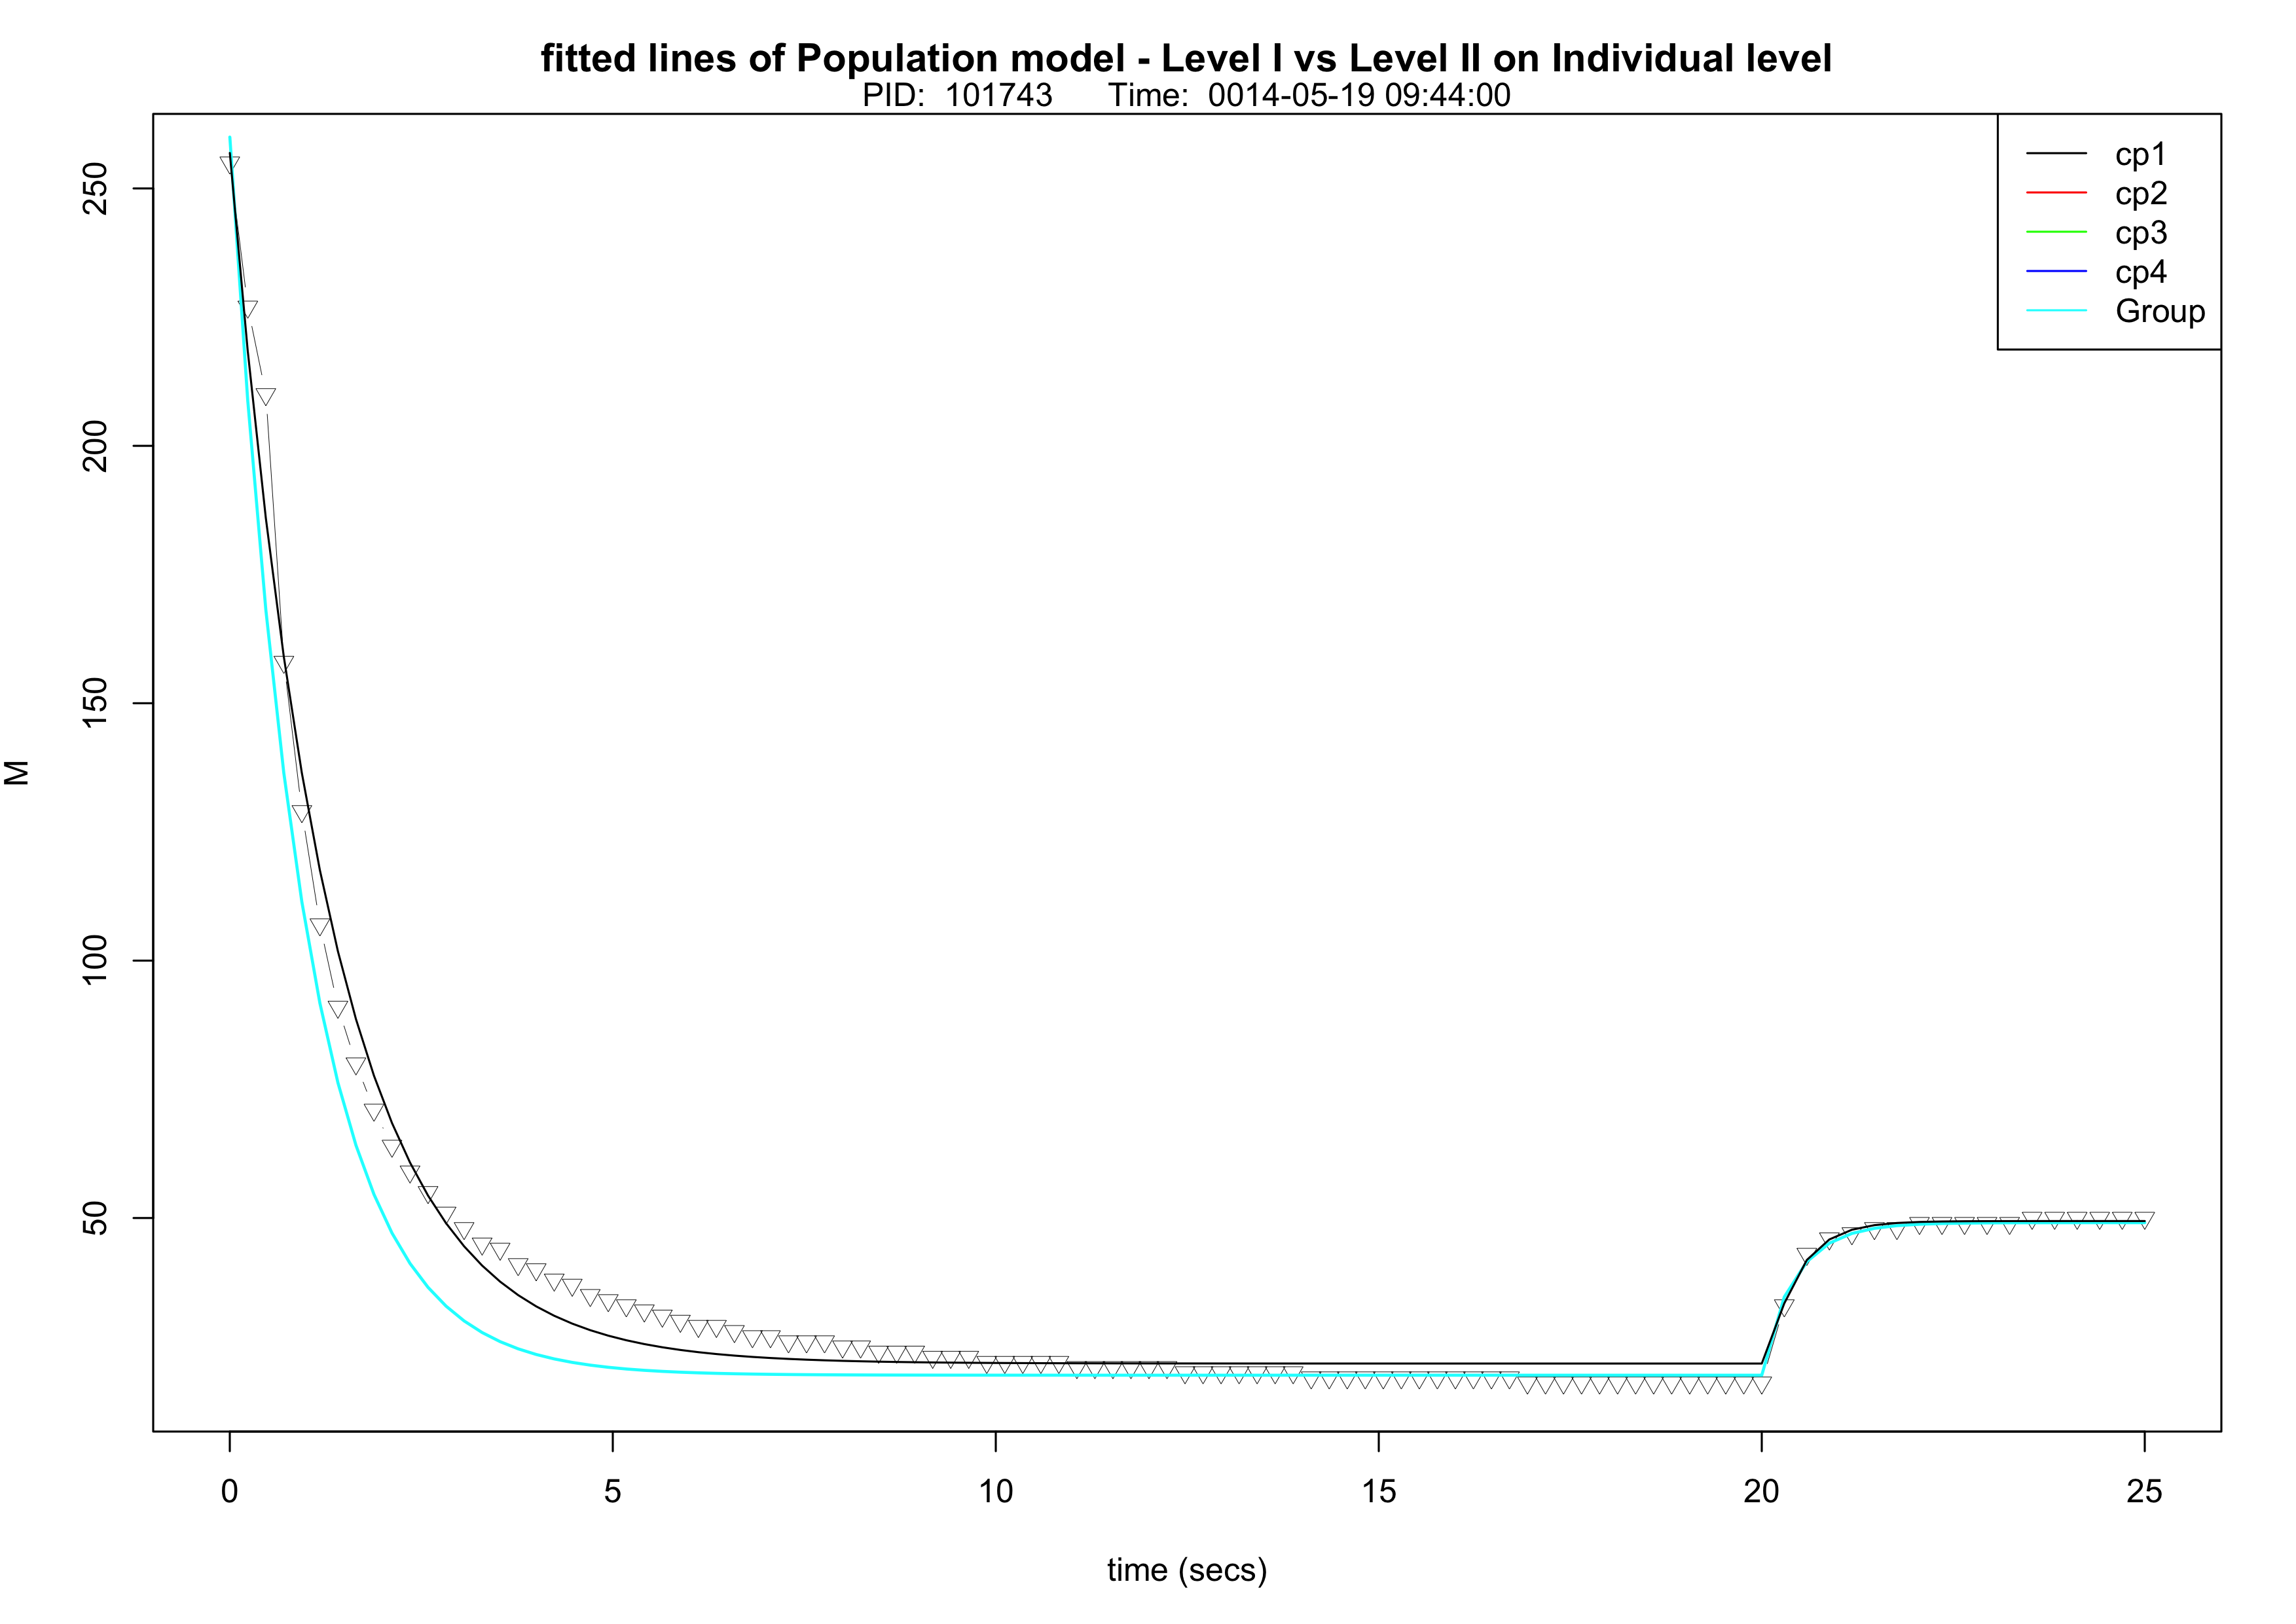 fitted lines of Population model - Level I vs Level II on Individual level
PID: 101743 Time: 0014-05-19 09:44:00
cp1
cp2
cp3
cp4
Group
250
200
150
100
50
M
0 5 10 15 20 25
time (secs)